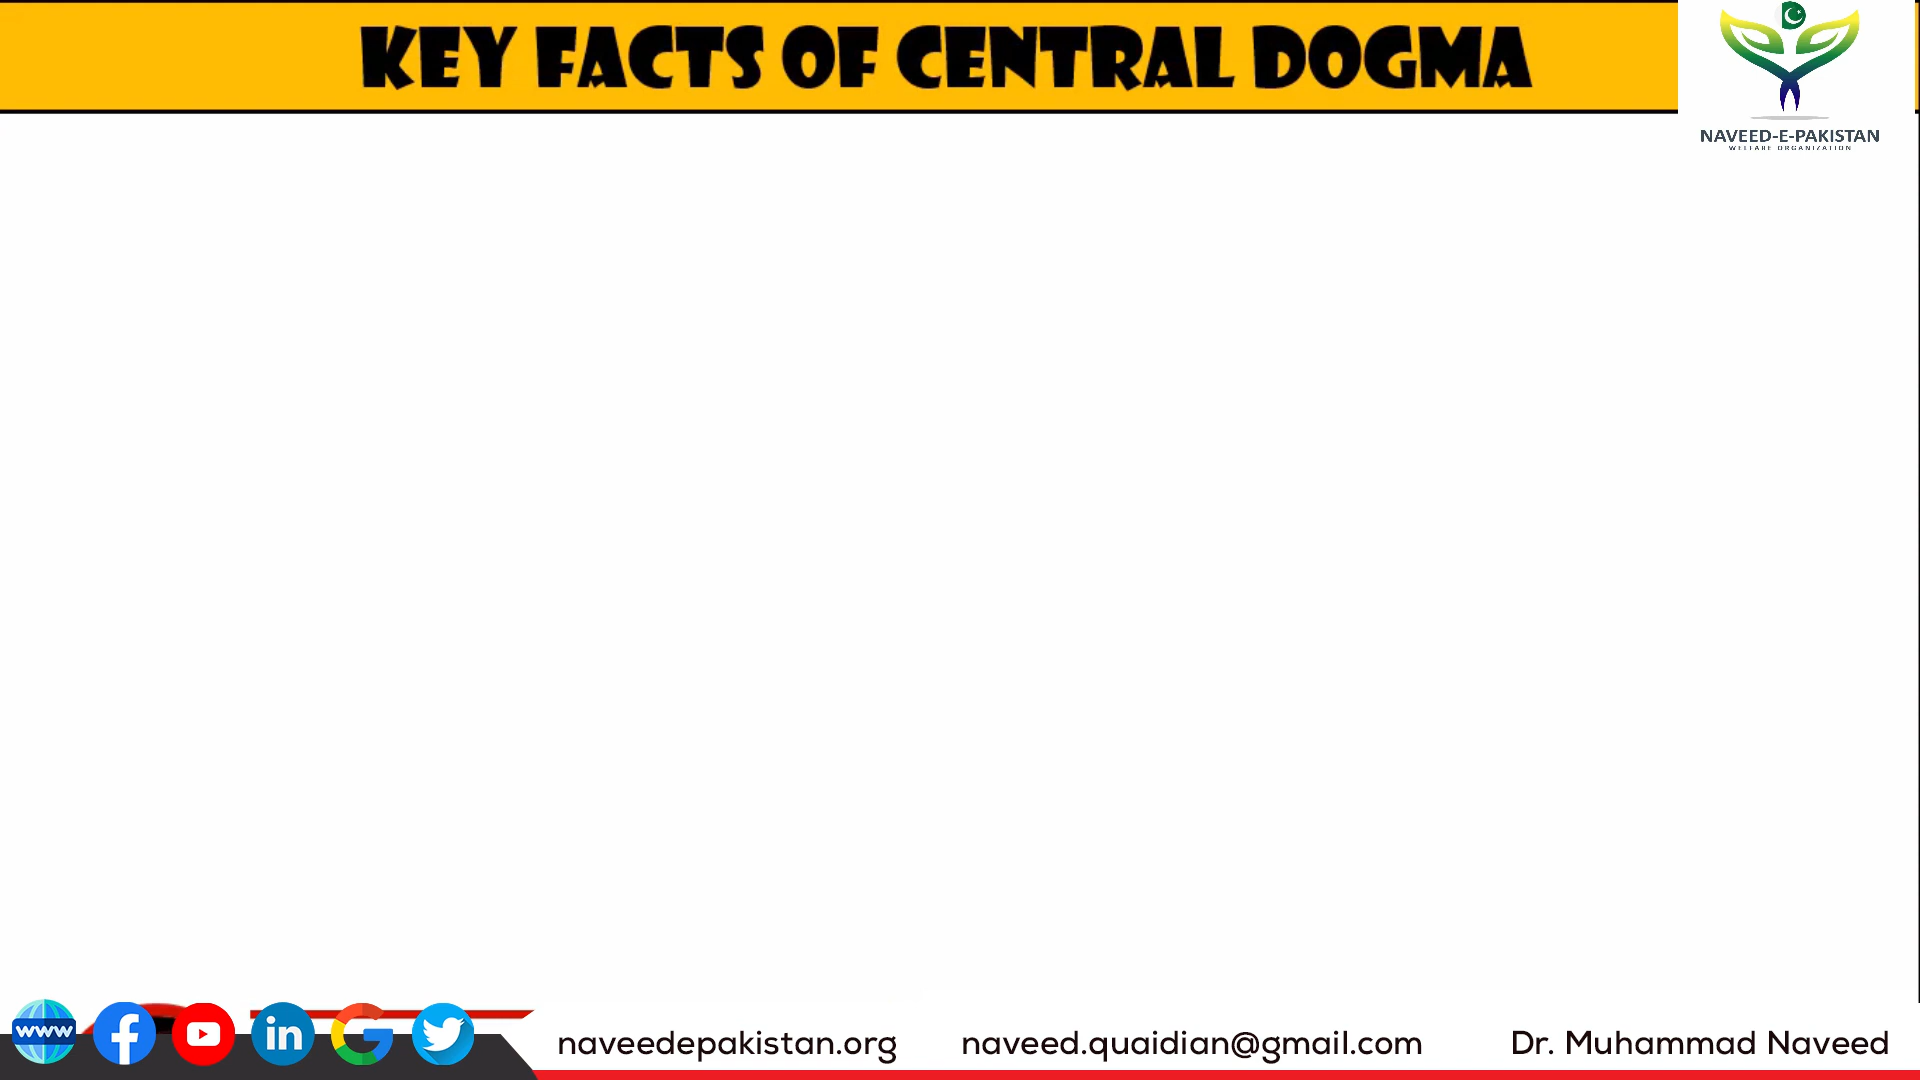 KEY FACTS OF CENTRAL DOGMA
NAVEED-E-PAKISTAN
WELFARE ORGANIZATION
www
in
naveedepakistan.org
naveed.quaidian@gmail.com
Dr. Muhammad Naveed